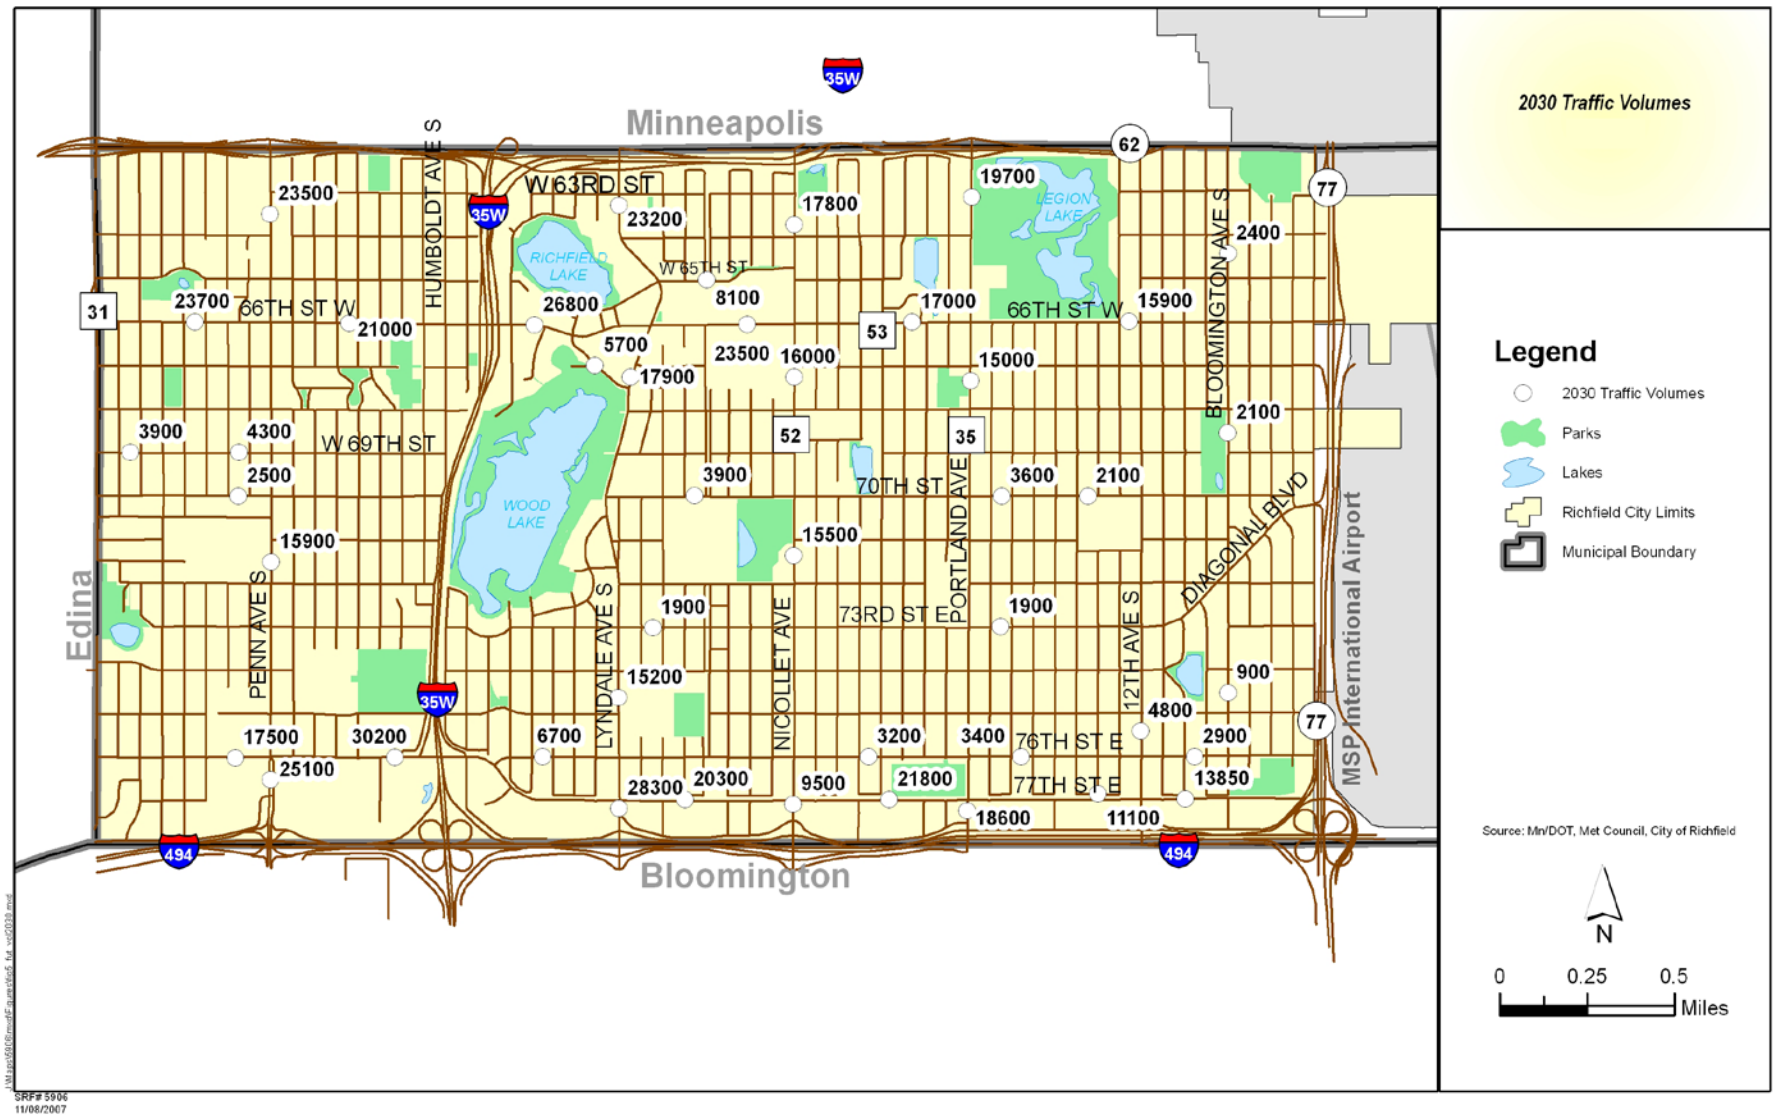 35W
2030 Traffic Volumes
Minneapolis
62
HUMBOLDT AVE S
W 63RD ST
19700
77
23500
35W
23200
17800
LEGION
LAKE
BLOOMINGTON AVE S
2400
RICHFIELD
LAKE
W 65TH ST
8100
31
23700
66TH ST W
21000
26800
53
17000
66TH ST W
15900
5700
23500
16000
15000
17900
Legend
2030 Traffic Volumes
Parks
Lakes
Richfield City Limits
Municipal Boundary
3900
4300
W 69TH ST
52
35
2100
2500
3900
70TH ST
3600
2100
WOOD
LAKE
DIAGONAL BLVD
15900
15500
PORTLAND AVE
MSP International Airport
Edina
PENN AVE S
LYNDALE AVE S
1900
NICOLLET AVE
73RD ST E
1900
12TH AVE S
15200
900
35W
4800
77
17500
30200
6700
3200
3400
76TH ST E
2900
25100
28300
20300
9500
21800
77TH ST E
13850
18600
11100
494
494
Bloomington
Source: Mn/DOT, Met Council, City of Richfield
N
0 0.25 0.5
Miles
SRF# 5906
11/08/2007